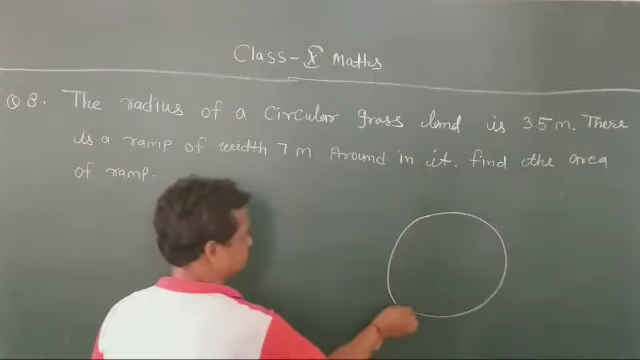 Class - X Maths
Q 8. The radius of a circular grass land is 35 m. There
is a ramp of width 7 m Around in it. find the area
of ramp.